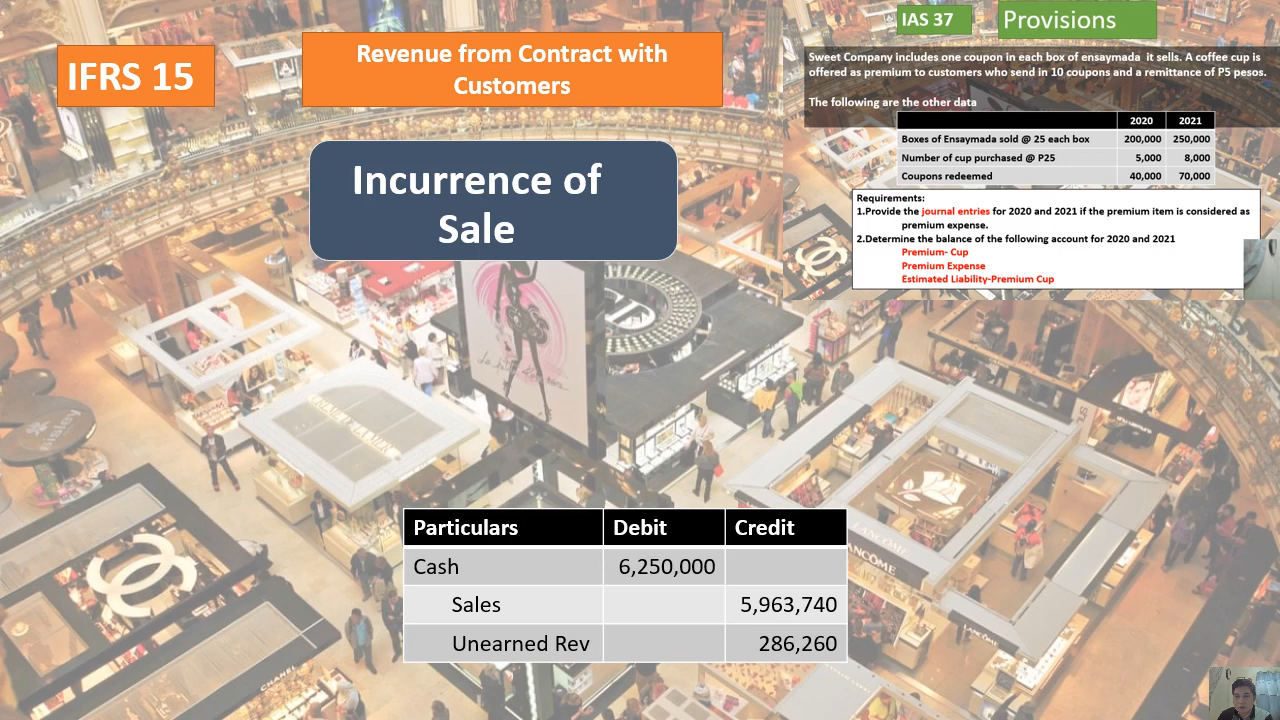 IFRS 15
Revenue from Contract with
Customers
Incurrence of
Sale
IAS 37
Provisions
Sweet Company includes one coupon in each box of ensaymada it sells. A coffee cup is
offered as premium to customers who send in 10 coupons and a remittance of P5 pesos.
The following are the other data
2020 2021
Boxes of Ensaymada sold @ 25 each box 200,000 250,000
Number of cup purchased @ P25 5,000 8,000
Coupons redeemed 40,000 70,000
Requirements:
1.Provide the journal entries for 2020 and 2021 if the premium item is considered as
premium expense.
2.Determine the balance of the following account for 2020 and 2021
Premium- Cup
Premium Expense
Estimated Liability-Premium Cup
Particulars Debit Credit
Cash 6,250,000
Sales 5,963,740
Unearned Rev 286,260
LANCÔME
LANCÔME
LANCÔME
CHANEL